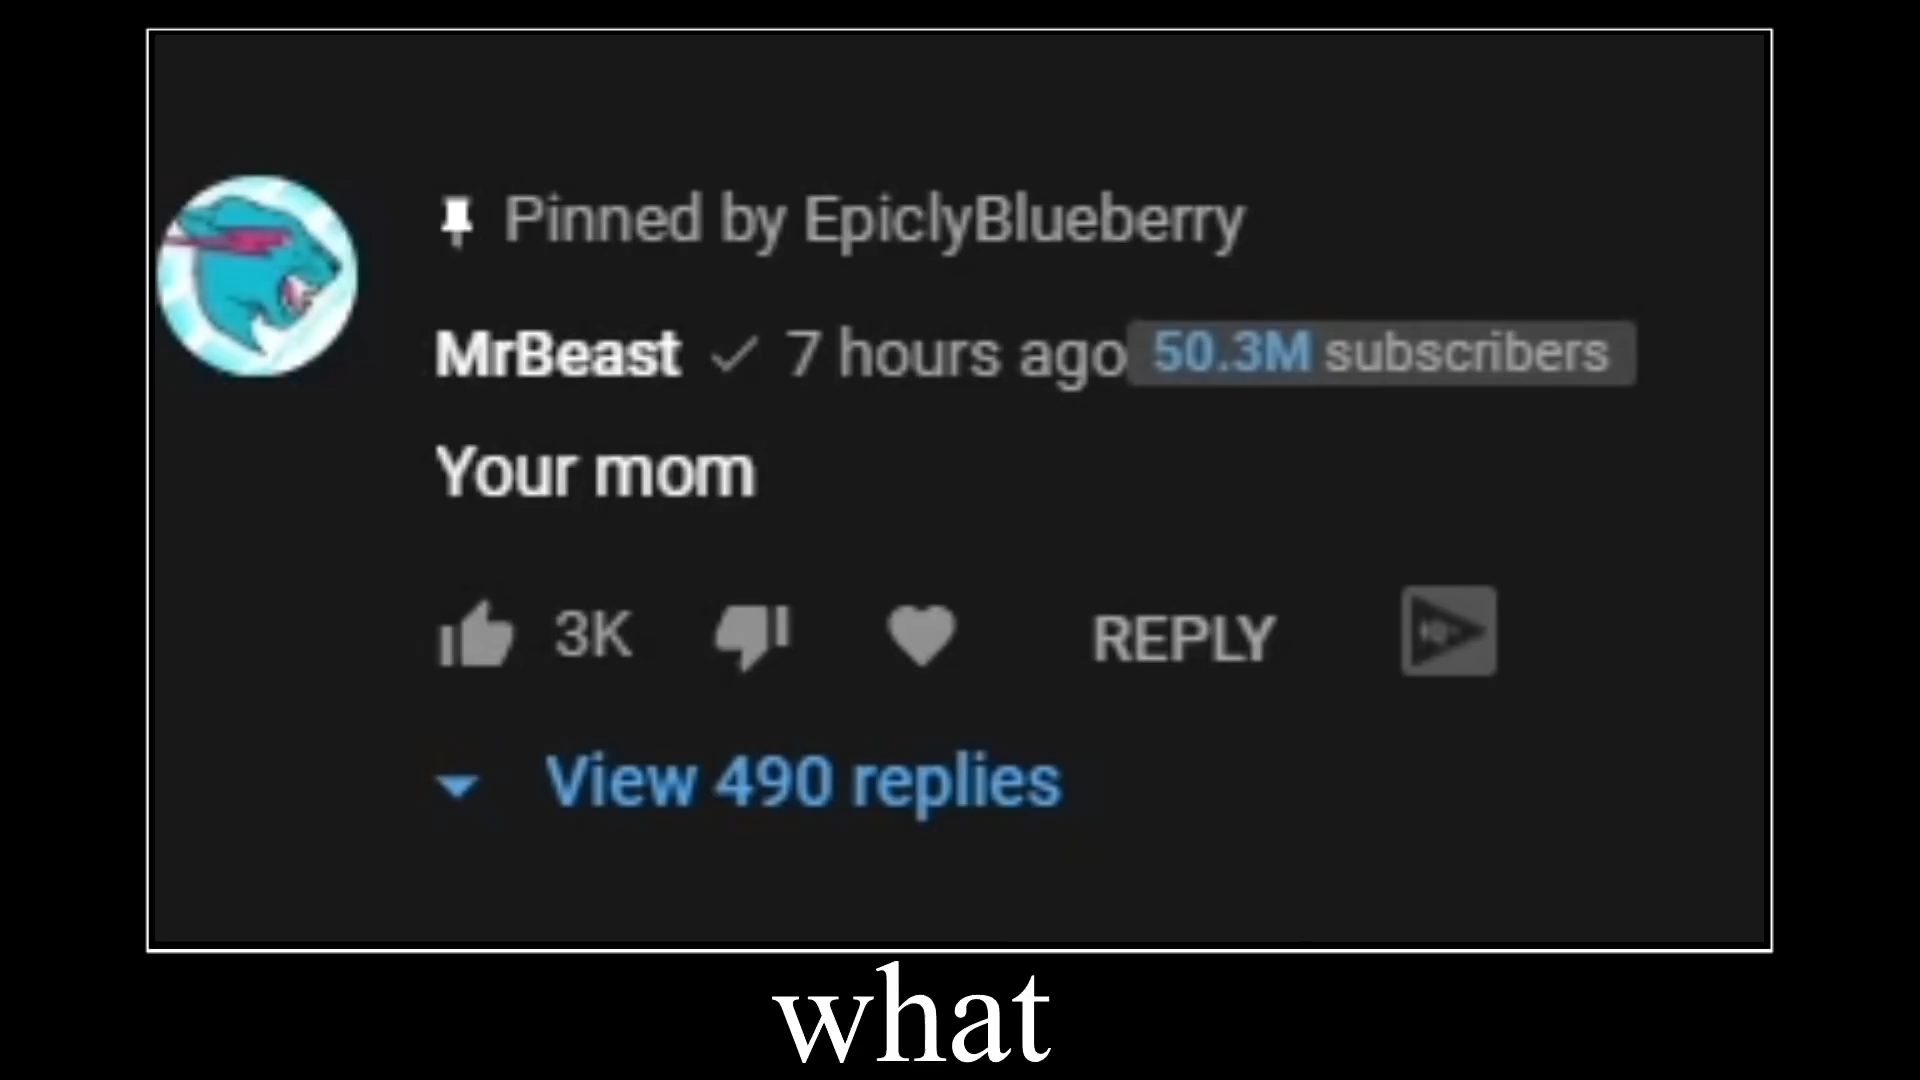 Pinned by EpiclyBlueberry
MrBeast 7 hours ago 50.3M subscribers
Your mom
3K REPLY
View 490 replies
what